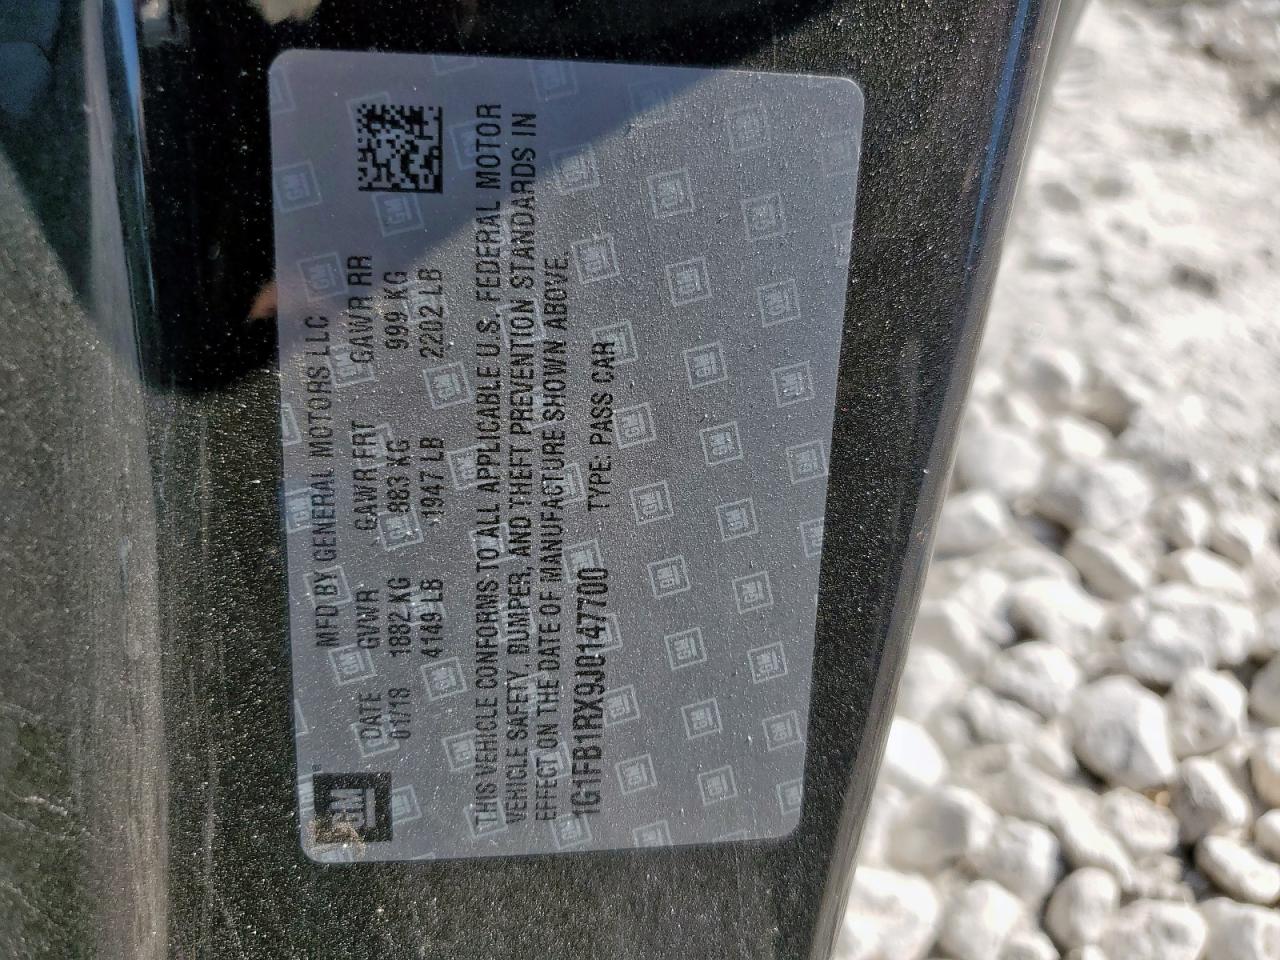 GM
MFD BY GENERAL MOTORS LLC
DATE GVWR GAWR FRT GAWR RR
01/18 1882 KG 883 KG 999 KG
4149 LB 1947 LB 2202 LB
THIS VEHICLE CONFORMS TO ALL APPLICABLE U.S. FEDERAL MOTOR
VEHICLE SAFETY, BUMPER, AND THEFT PREVENTION STANDARDS IN
EFFECT ON THE DATE OF MANUFACTURE SHOWN ABOVE.
1G1FB1RX9J0147700 TYPE: PASS CAR